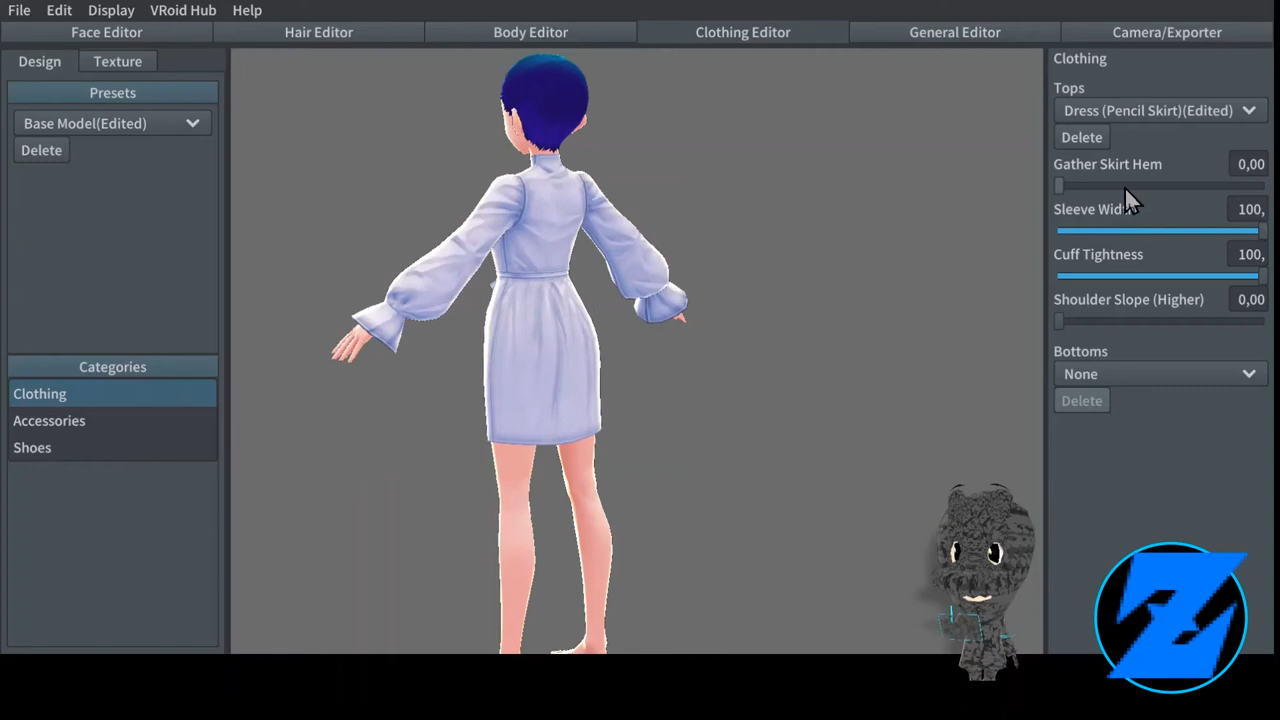 File Edit Display VRoid Hub Help
Face Editor Hair Editor Body Editor Clothing Editor General Editor Camera/Exporter
Design Texture
Presets
Base Model(Edited)
Delete
Categories
Clothing
Accessories
Shoes
Clothing
Tops
Dress (Pencil Skirt)(Edited)
Delete
Gather Skirt Hem 0,00
Sleeve 100,
Cuff Tightness 100,
Shoulder Slope (Higher) 0,00
Bottoms
None
Delete
Z